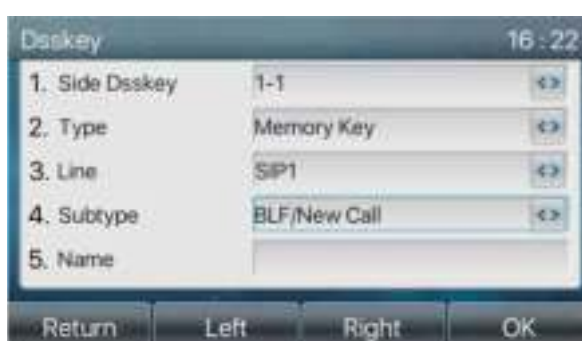 Dsskey 16:22
1. Side Dsskey 1-1
2. Type Memory Key
3. Line SIP1
4. Subtype BLF/New Call
5. Name
Return Left Right OK